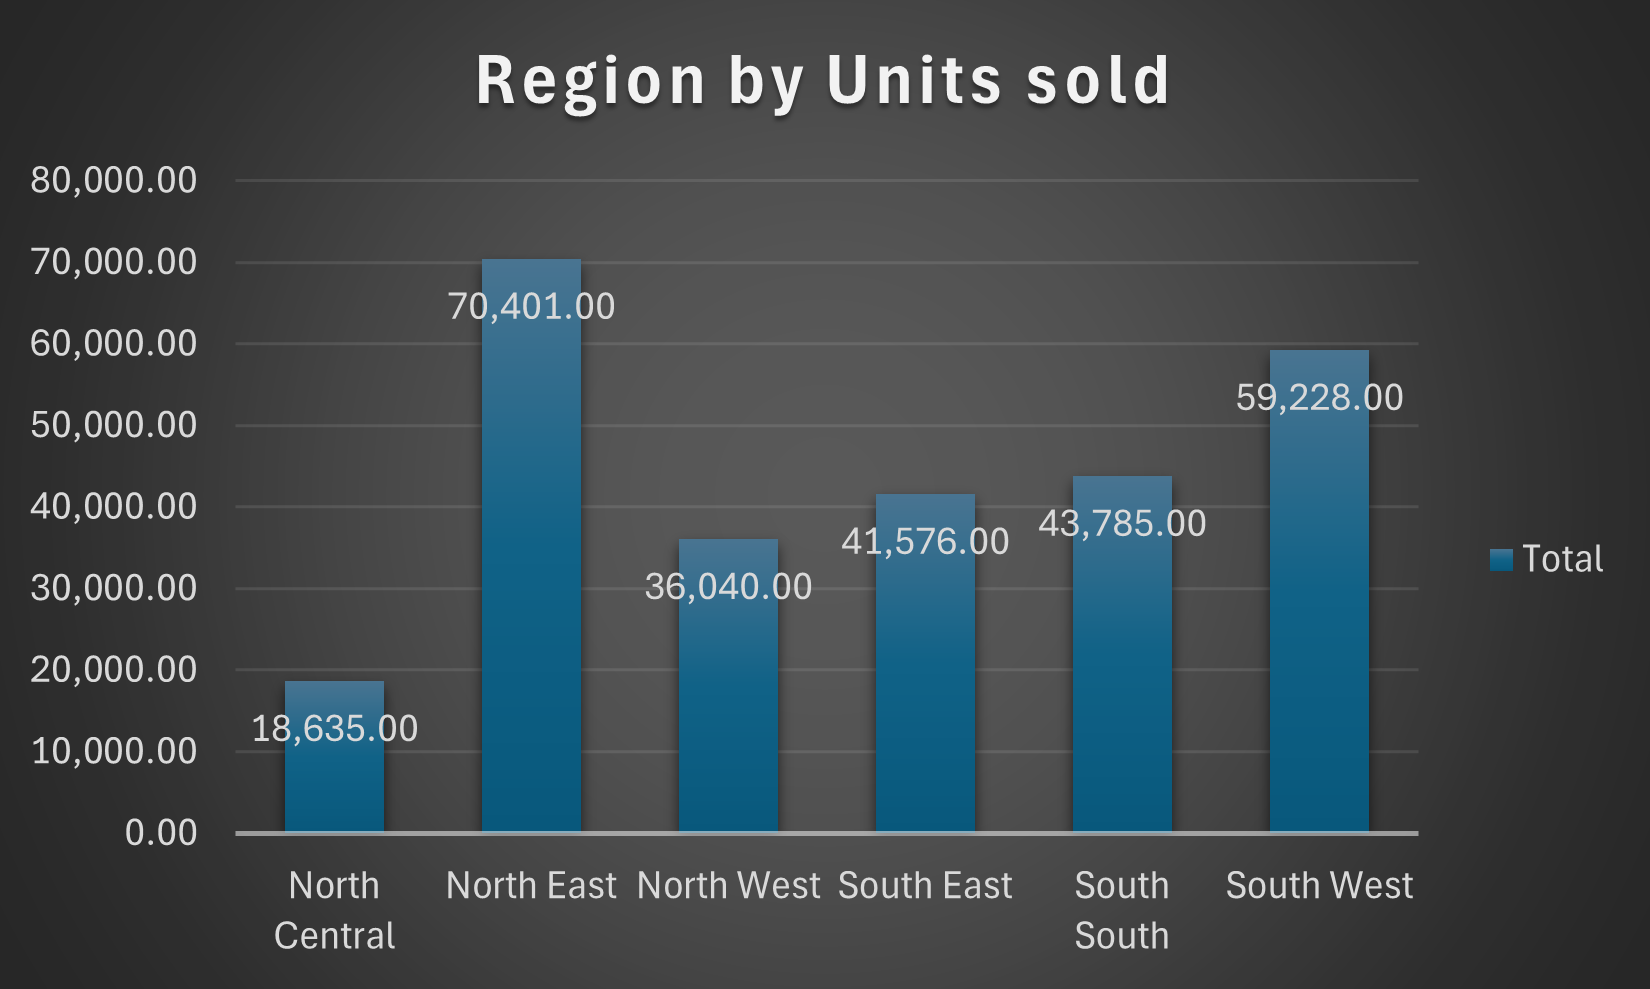 Region by Units sold
80,000.00
70,000.00
60,000.00
50,000.00
40,000.00
30,000.00
20,000.00
10,000.00
0.00
18,635.00
70,401.00
36,040.00
41,576.00
43,785.00
59,228.00
North
Central
North East
North West
South East
South
South
South West
Total